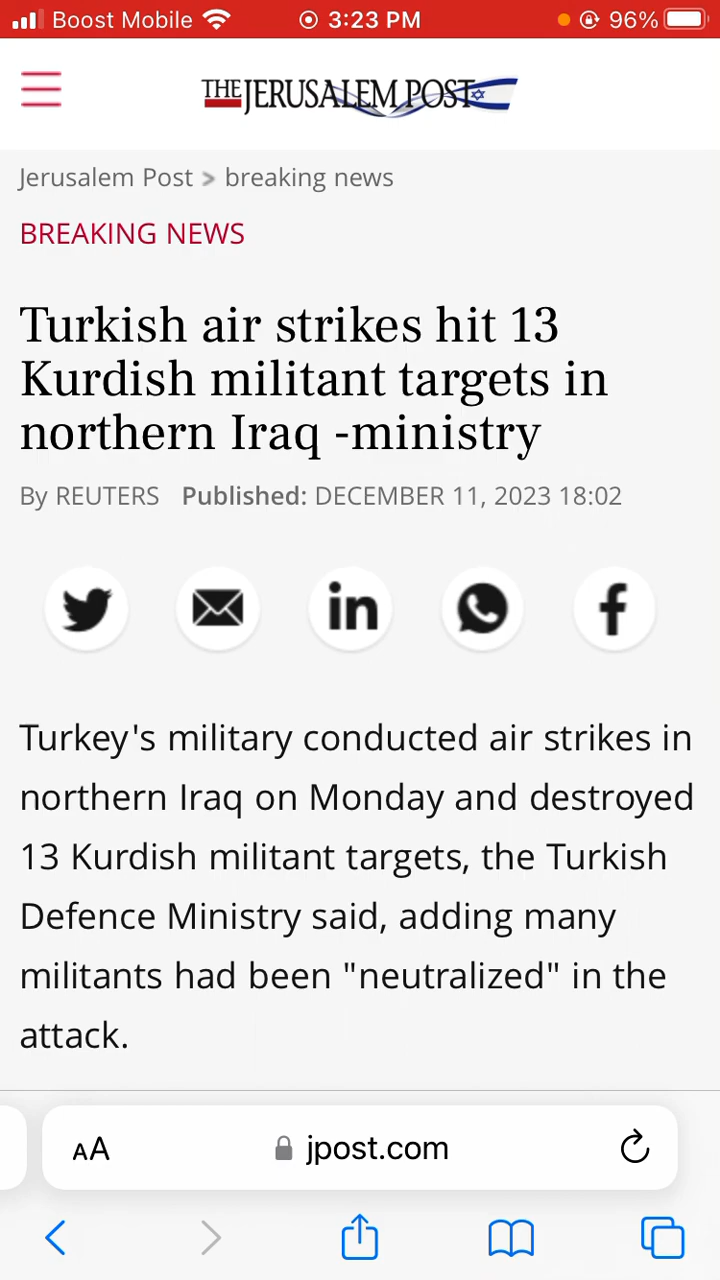 Boost Mobile 3:23 PM 96%
THE JERUSALEM POST
Jerusalem Post > breaking news
BREAKING NEWS
Turkish air strikes hit 13
Kurdish militant targets in
northern Iraq -ministry
By REUTERS Published: DECEMBER 11, 2023 18:02
in f
Turkey's military conducted air strikes in
northern Iraq on Monday and destroyed
13 Kurdish militant targets, the Turkish
Defence Ministry said, adding many
militants had been "neutralized" in the
attack.
AA jpost.com